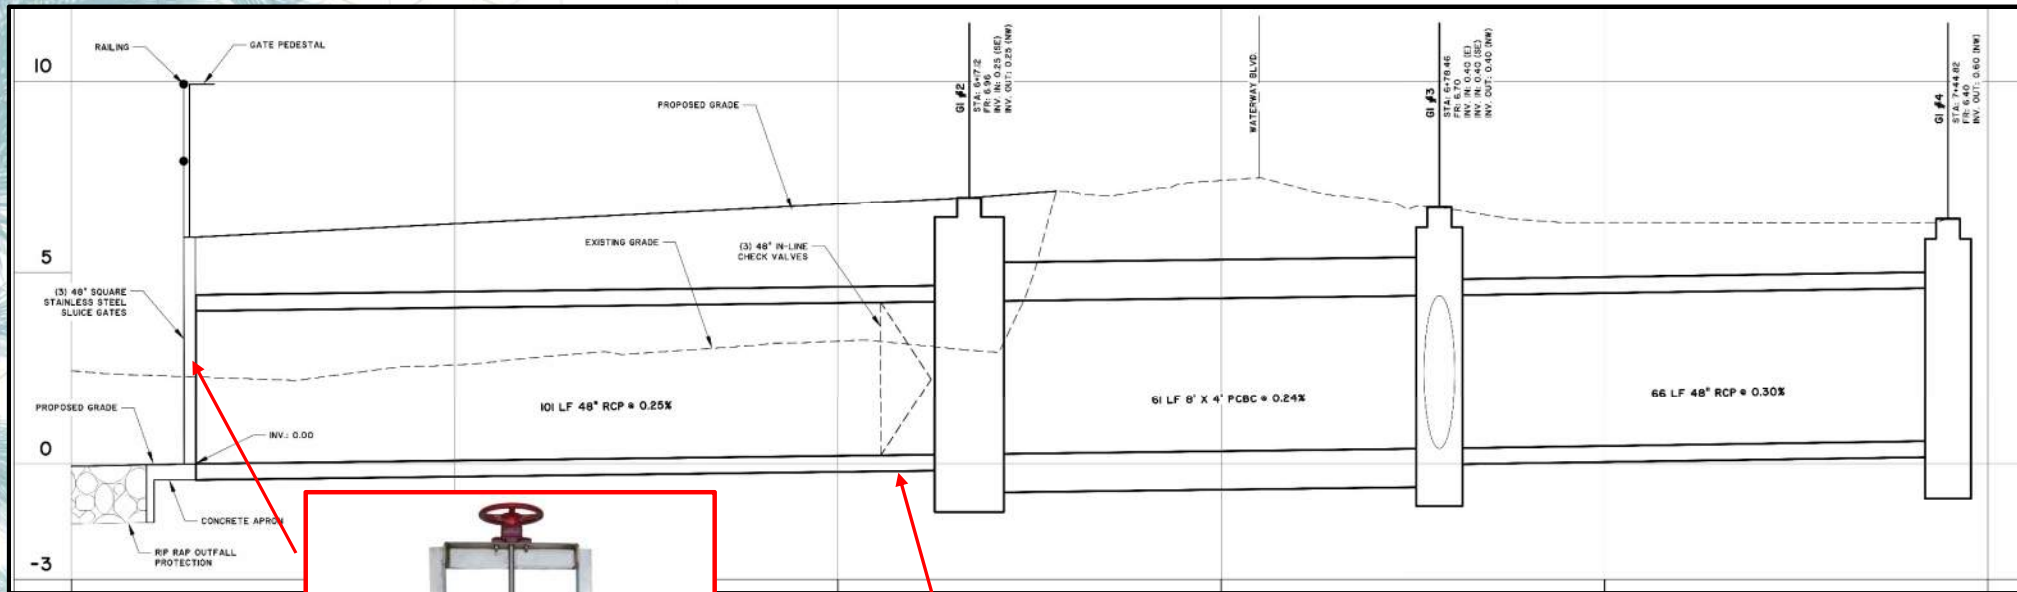 RAILING
GATE PEDESTAL
10
PROPOSED GRADE
GI #2
STA: 6+17.12
FR: 6.96
INV. IN: 0.25 (SE)
INV. OUT: 0.25 (NW)
WATERWAY BLVD.
GI #3
STA: 6+78.46
FR: 6.70
INV. IN: 0.40 (E)
INV. IN: 0.40 (SE)
INV. OUT: 0.40 (NW)
GI #4
STA: 7+44.82
FR: 6.40
INV. OUT: 0.60 (NW)
5
EXISTING GRADE
(3) 48" IN-LINE
CHECK VALVES
(3) 48" SQUARE
STAINLESS STEEL
SLUICE GATES
PROPOSED GRADE
101 LF 48" RCP @ 0.25%
61 LF 8' X 4' PCBC @ 0.24%
66 LF 48" RCP @ 0.30%
INV.: 0.00
0
CONCRETE APRON
RIP RAP OUTFALL
PROTECTION
-3